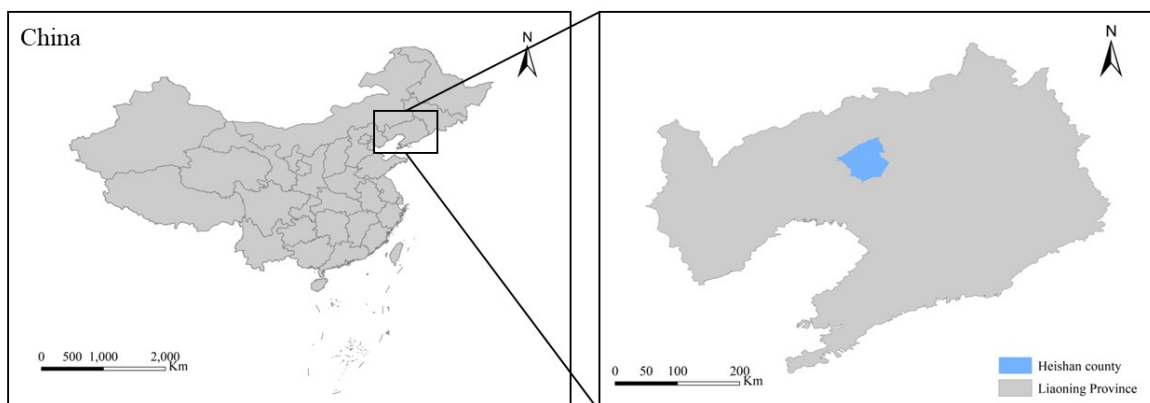 China
N
0 500 1,000 2,000
Km
N
0 50 100 200
Km
Heishan county
Liaoning Province